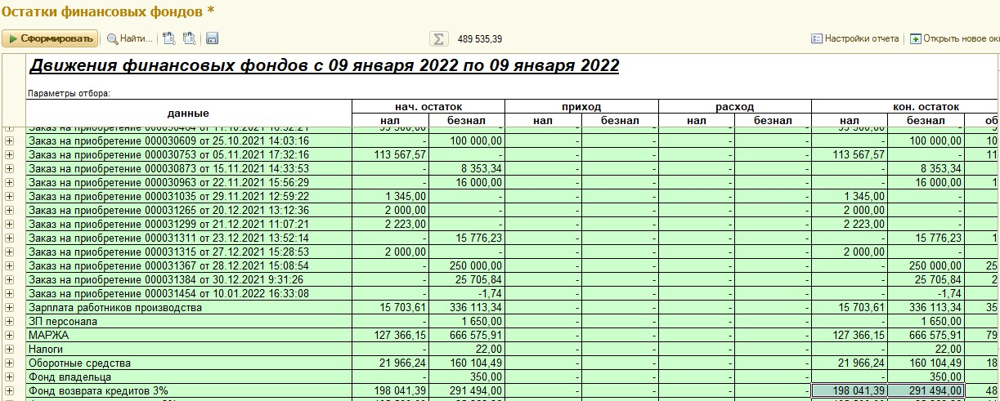 Остатки финансовых фондов *
Сформировать Найти... Σ 489 535,39 Настройки отчета Открыть новое
Движения финансовых фондов с 09 января 2022 по 09 января 2022
Параметры отбора:
данные нач. остаток приход расход кон. остаток
нал безнал нал безнал нал безнал нал безнал об
Заказ на приобретение 000030609 от 25.10.2021 14:03:16 - 100 000,00 - - - - - 100 000,00 10
Заказ на приобретение 000030753 от 05.11.2021 17:32:16 113 567,57 - - - - - 113 567,57 - 11
Заказ на приобретение 000030873 от 15.11.2021 14:33:53 - 8 353,34 - - - - - 8 353,34
Заказ на приобретение 000030963 от 22.11.2021 15:56:29 - 16 000,00 - - - - - 16 000,00 1
Заказ на приобретение 000031035 от 29.11.2021 12:59:22 1 345,00 - - - - - 1 345,00 -
Заказ на приобретение 000031265 от 20.12.2021 13:12:36 2 000,00 - - - - - 2 000,00 -
Заказ на приобретение 000031299 от 21.12.2021 11:07:21 2 223,00 - - - - - 2 223,00 -
Заказ на приобретение 000031311 от 23.12.2021 13:52:14 - 15 776,23 - - - - - 15 776,23 1
Заказ на приобретение 000031315 от 27.12.2021 15:28:53 2 000,00 - - - - - 2 000,00 -
Заказ на приобретение 000031367 от 28.12.2021 15:08:54 - 250 000,00 - - - - - 250 000,00 25
Заказ на приобретение 000031384 от 30.12.2021 9:31:26 - 25 705,84 - - - - - 25 705,84 2
Заказ на приобретение 000031454 от 10.01.2022 16:33:08 - -1,74 - - - - - -1,74
Зарплата работников производства 15 703,61 336 113,34 - - - - 15 703,61 336 113,34 35
ЗП персонала - 1 650,00 - - - - - 1 650,00
МАРЖА 127 366,15 666 575,91 - - - - 127 366,15 666 575,91 79
Налоги - 22,00 - - - - - 22,00
Оборотные средства 21 966,24 160 104,49 - - - - 21 966,24 160 104,49 18
Фонд владельца - 350,00 - - - - - 350,00
Фонд возврата кредитов 3% 198 041,39 291 494,00 - - - - 198 041,39 291 494,00 48